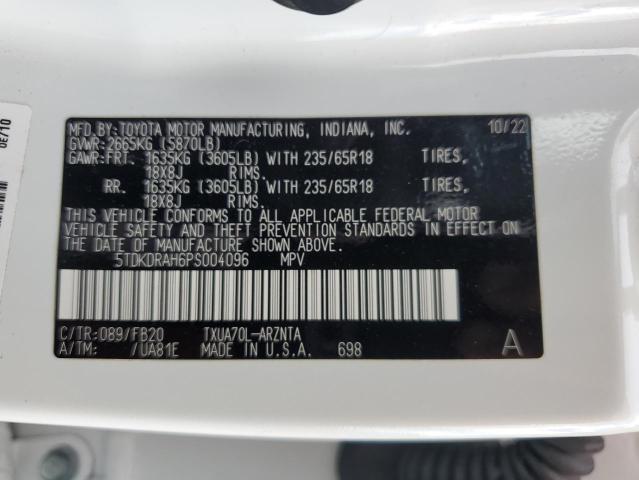 MFD.BY:TOYOTA MOTOR MANUFACTURING, INDIANA, INC. 10/22
GVWR:2665KG (5870LB)
GAWR:FRT. 1635KG (3605LB) WITH 235/65R18 TIRES,
18X8J RIMS.
RR. 1635KG (3605LB) WITH 235/65R18 TIRES,
18X8J RIMS.
THIS VEHICLE CONFORMS TO ALL APPLICABLE FEDERAL MOTOR
VEHICLE SAFETY AND THEFT PREVENTION STANDARDS IN EFFECT ON
THE DATE OF MANUFACTURE SHOWN ABOVE.
5TDKDRAH6PS004096 MPV
C/TR:089/FB20 TXUA70L-ARZNTA
A/TM: /UA81E MADE IN U.S.A. 698 A